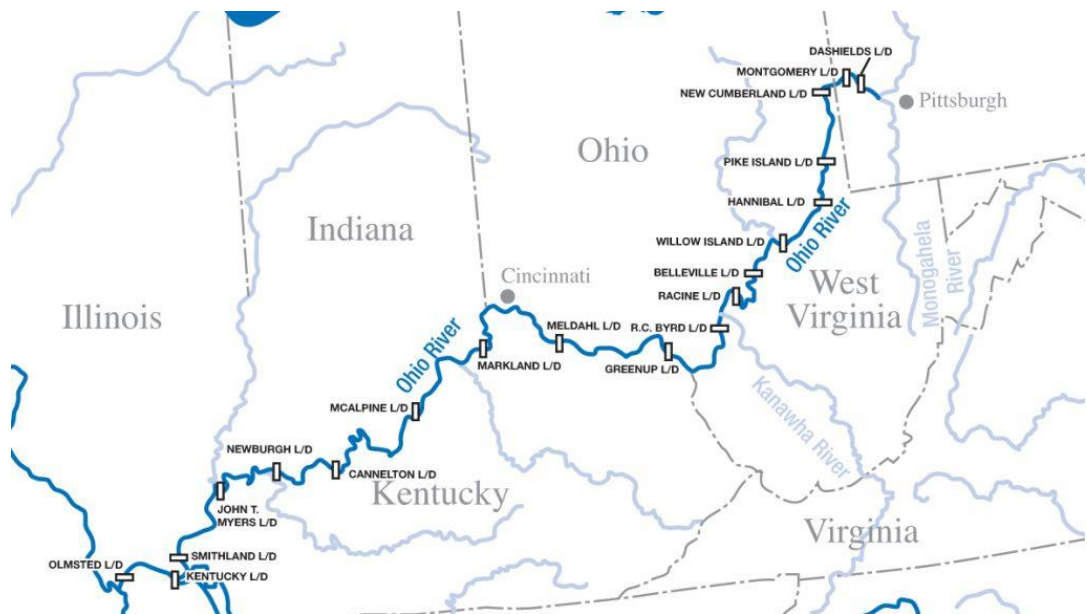 DASHIELDS L/D
MONTGOMERY L/D
NEW CUMBERLAND L/D
Pittsburgh
Ohio
PIKE ISLAND L/D
HANNIBAL L/D
Indiana
WILLOW ISLAND L/D
Ohio River
BELLEVILLE L/D
West
Virginia
Monogahela
River
Cincinnati
RACINE L/D
Illinois
R.C. BYRD L/D
MELDAHL L/D
Ohio River
MARKLAND L/D
GREENUP L/D
Kanawha River
MCALPINE L/D
NEWBURGH L/D
CANNELTON L/D
Kentucky
JOHN T.
MYERS L/D
Virginia
SMITHLAND L/D
OLMSTED L/D
KENTUCKY L/D